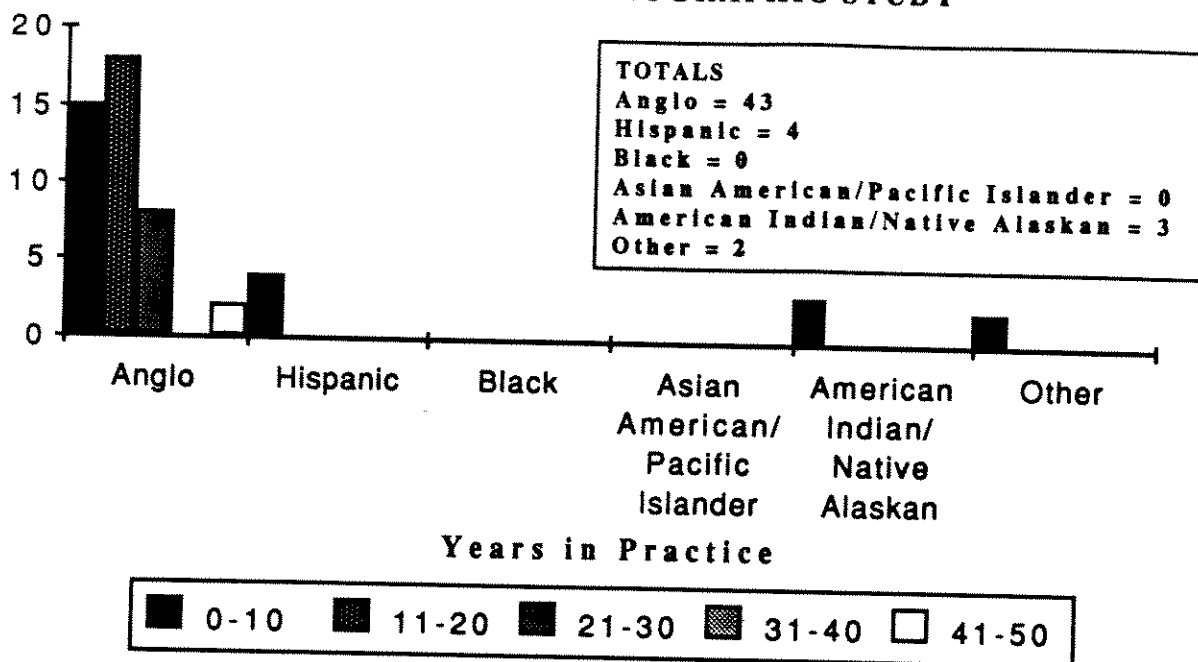 STUDY
20
15
10
5
0
TOTALS
Anglo = 43
Hispanic = 4
Black = 0
Asian American/Pacific Islander = 0
American Indian/Native Alaskan = 3
Other = 2
Anglo
Hispanic
Black
Asian American/ Pacific Islander
American Indian/ Native Alaskan
Other
Years in Practice
0-10 11-20 21-30 31-40 41-50